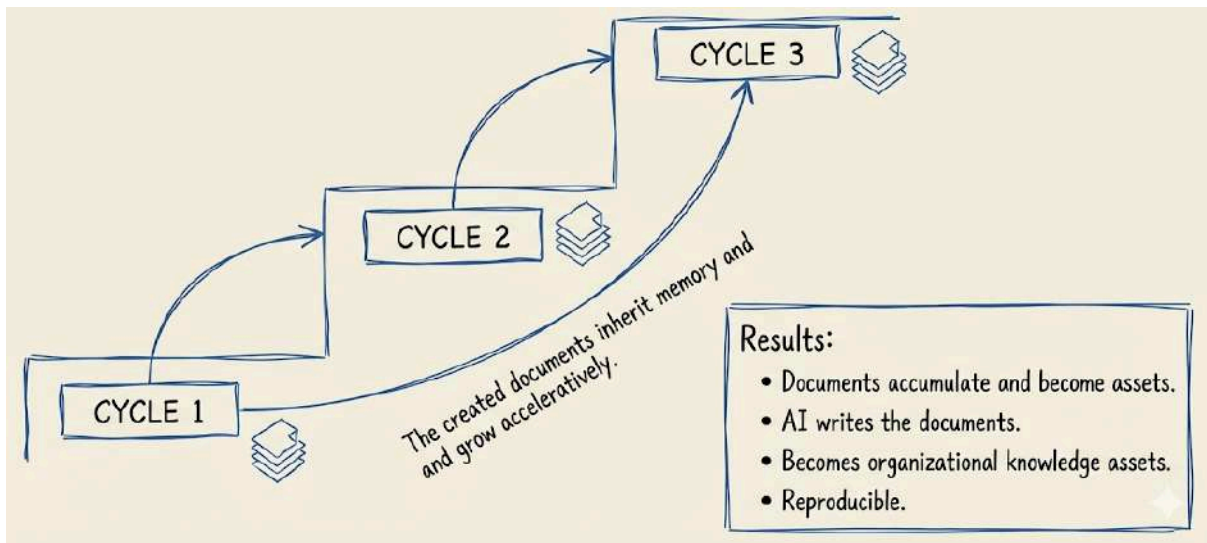 CYCLE 3
CYCLE 2
CYCLE 1
The created documents inherit memory and
and grow acceleratively.
Results:
• Documents accumulate and become assets.
• AI writes the documents.
• Becomes organizational knowledge assets.
• Reproducible.